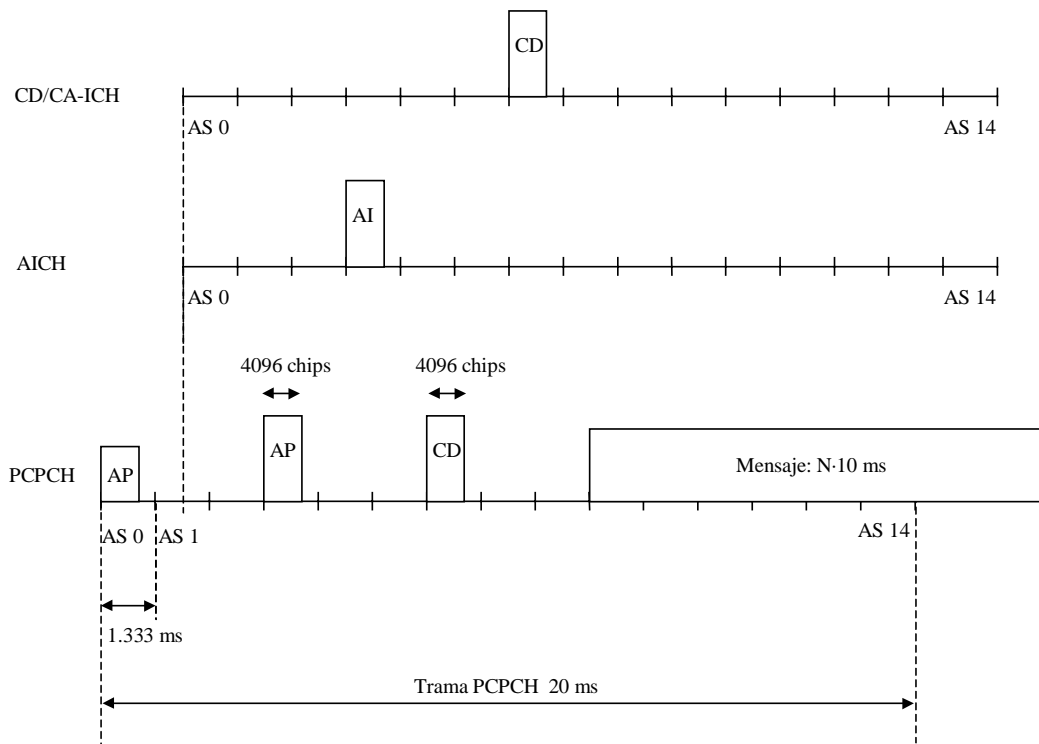 CD
CD/CA-ICH
AS 0
AS 14
AI
AICH
AS 0
AS 14
4096 chips
4096 chips
AP
AP
CD
Mensaje: N·10 ms
PCPCH
AS 0
AS 1
AS 14
1.333 ms
Trama PCPCH 20 ms